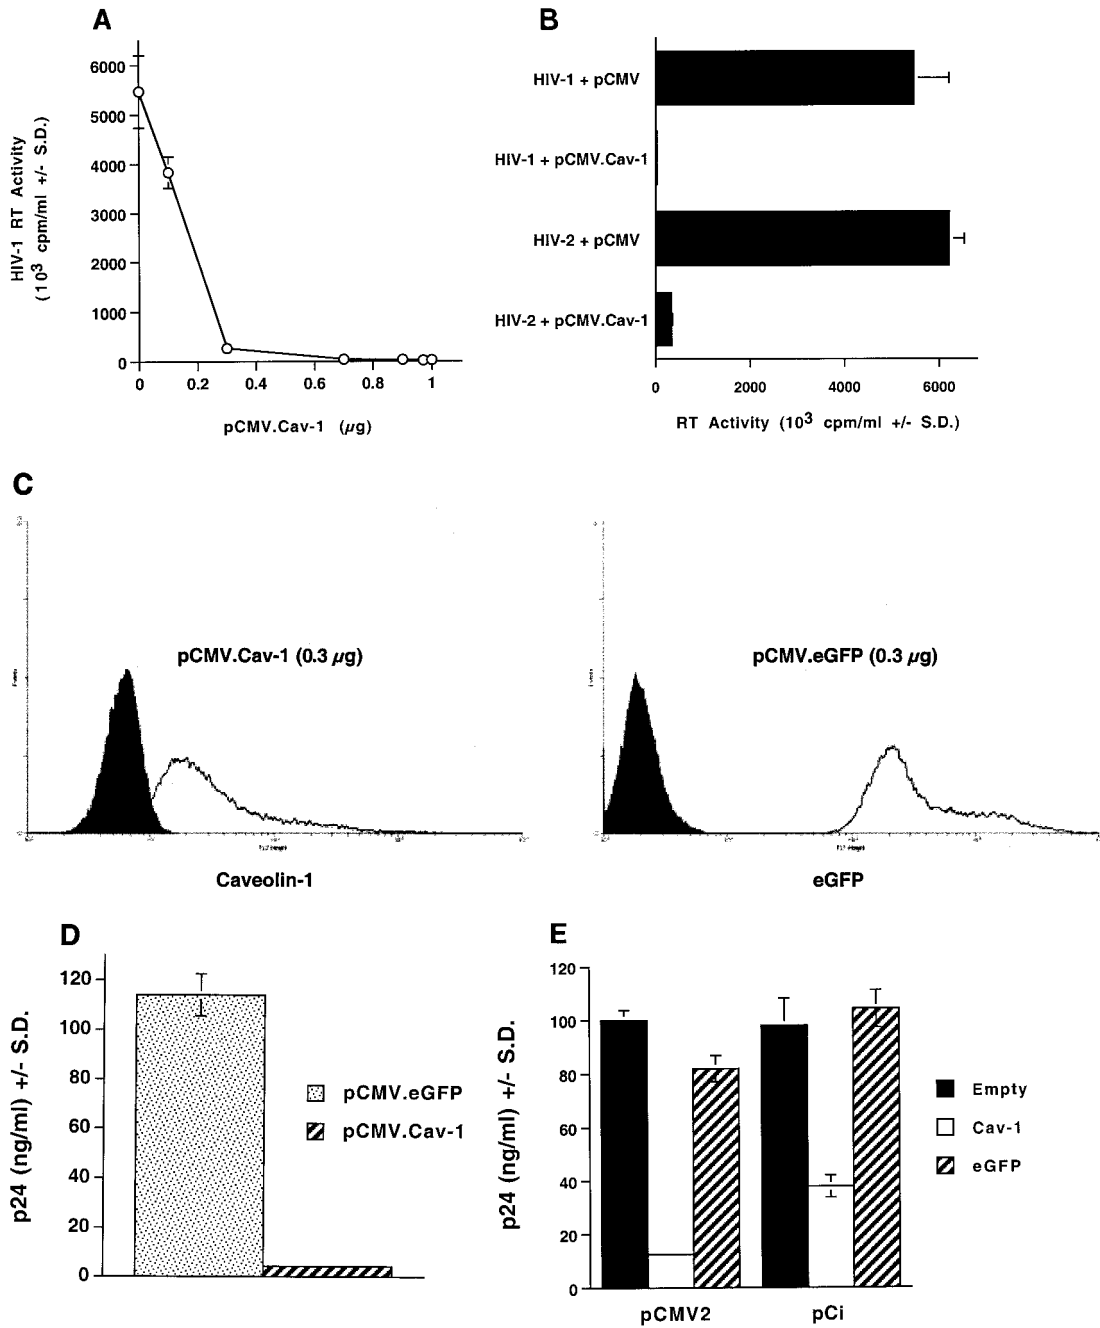 A
HIV-1 RT Activity
(10³ cpm/ml +/- S.D.)
6000
5000
4000
3000
2000
1000
0
0 0.2 0.4 0.6 0.8 1
pCMV.Cav-1 (µg)
B
HIV-1 + pCMV
HIV-1 + pCMV.Cav-1
HIV-2 + pCMV
HIV-2 + pCMV.Cav-1
0 2000 4000 6000
RT Activity (10³ cpm/ml +/- S.D.)
C
pCMV.Cav-1 (0.3 µg)
Caveolin-1
pCMV.eGFP (0.3 µg)
eGFP
D
p24 (ng/ml) +/- S.D.
120
100
80
60
40
20
0
pCMV.eGFP
pCMV.Cav-1
E
p24 (ng/ml) +/- S.D.
120
100
80
60
40
20
0
pCMV2 pCi
Empty
Cav-1
eGFP